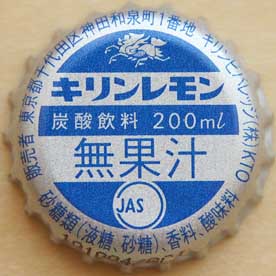 販売者 東京都千代田区神田和泉町1番地 キリンビバレッジ(株)KTO
キリンレモン
炭酸飲料 200ml
無果汁
JAS
砂糖類(液糖、砂糖)、香料、酸味料